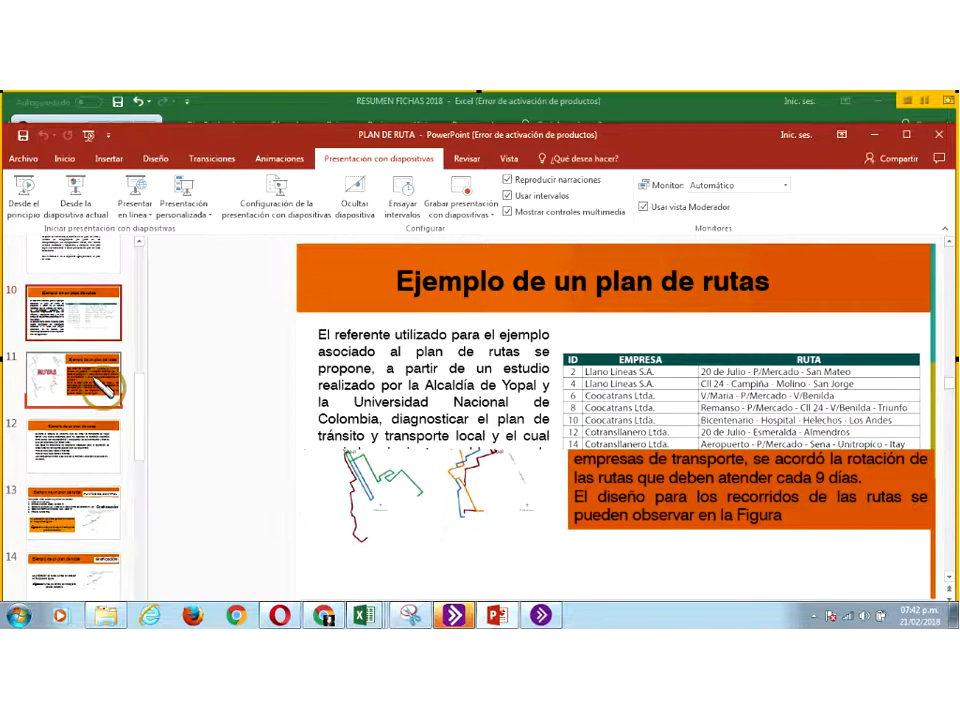 RESUMEN FICHAS 2018 - Excel (Error de activación de productos)
Inic. ses.
PLAN DE RUTA - PowerPoint (Error de activación de productos)
Inic. ses.
Archivo Inicio Insertar Diseño Transiciones Animaciones Presentación con diapositivas Revisar Vista ¿Qué desea hacer? Compartir
Desde el principio
Desde la diapositiva actual
Presentar en línea
Presentación personalizada
Configuración de la presentación con diapositivas
Ocultar diapositiva
Ensayar intervalos
Grabar presentación con diapositivas
Reproducir narraciones
Usar intervalos
Mostrar controles multimedia
Monitor: Automático
Usar vista Moderador
Iniciar presentación con diapositivas
Configurar
Monitores
10
11
12
13
14
Ejemplo de un plan de rutas
El referente utilizado para el ejemplo
asociado al plan de rutas se
propone, a partir de un estudio
realizado por la Alcaldía de Yopal y
la Universidad Nacional de
Colombia, diagnosticar el plan de
tránsito y transporte local y el cual
ID EMPRESA RUTA
2 Llano Líneas S.A. 20 de Julio - P/Mercado - San Mateo
4 Llano Líneas S.A. Cll 24 - Campiña - Molino - San Jorge
6 Coocatrans Ltda. V/María - P/Mercado - V/Benilda
8 Coocatrans Ltda. Remanso - P/Mercado - Cll 24 - V/Benilda - Triunfo
10 Coocatrans Ltda. Bicentenario - Hospital - Helechos - Los Andes
12 Cotransllanero Ltda. 20 de Julio - Esmeralda - Almendros
14 Cotransllanero Ltda. Aeropuerto - P/Mercado - Sena - Unitropico - Itay
empresas de transporte, se acordó la rotación de
las rutas que deben atender cada 9 días.
El diseño para los recorridos de las rutas se
pueden observar en la Figura
07:42 p.m.
21/02/2018